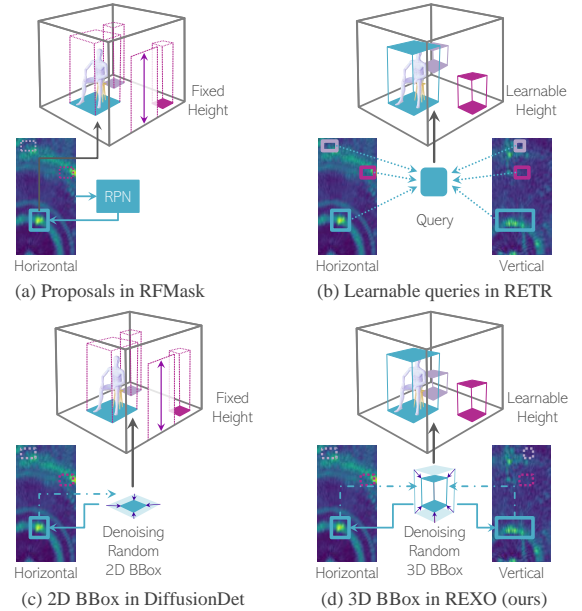 Fixed
Height
RPN
Horizontal
(a) Proposals in RFMask
Learnable
Height
Query
Horizontal
Vertical
(b) Learnable queries in RETR
Fixed
Height
Denoising
Random
2D BBox
Horizontal
(c) 2D BBox in DiffusionDet
Learnable
Height
Denoising
Random
3D BBox
Horizontal
Vertical
(d) 3D BBox in REXO (ours)